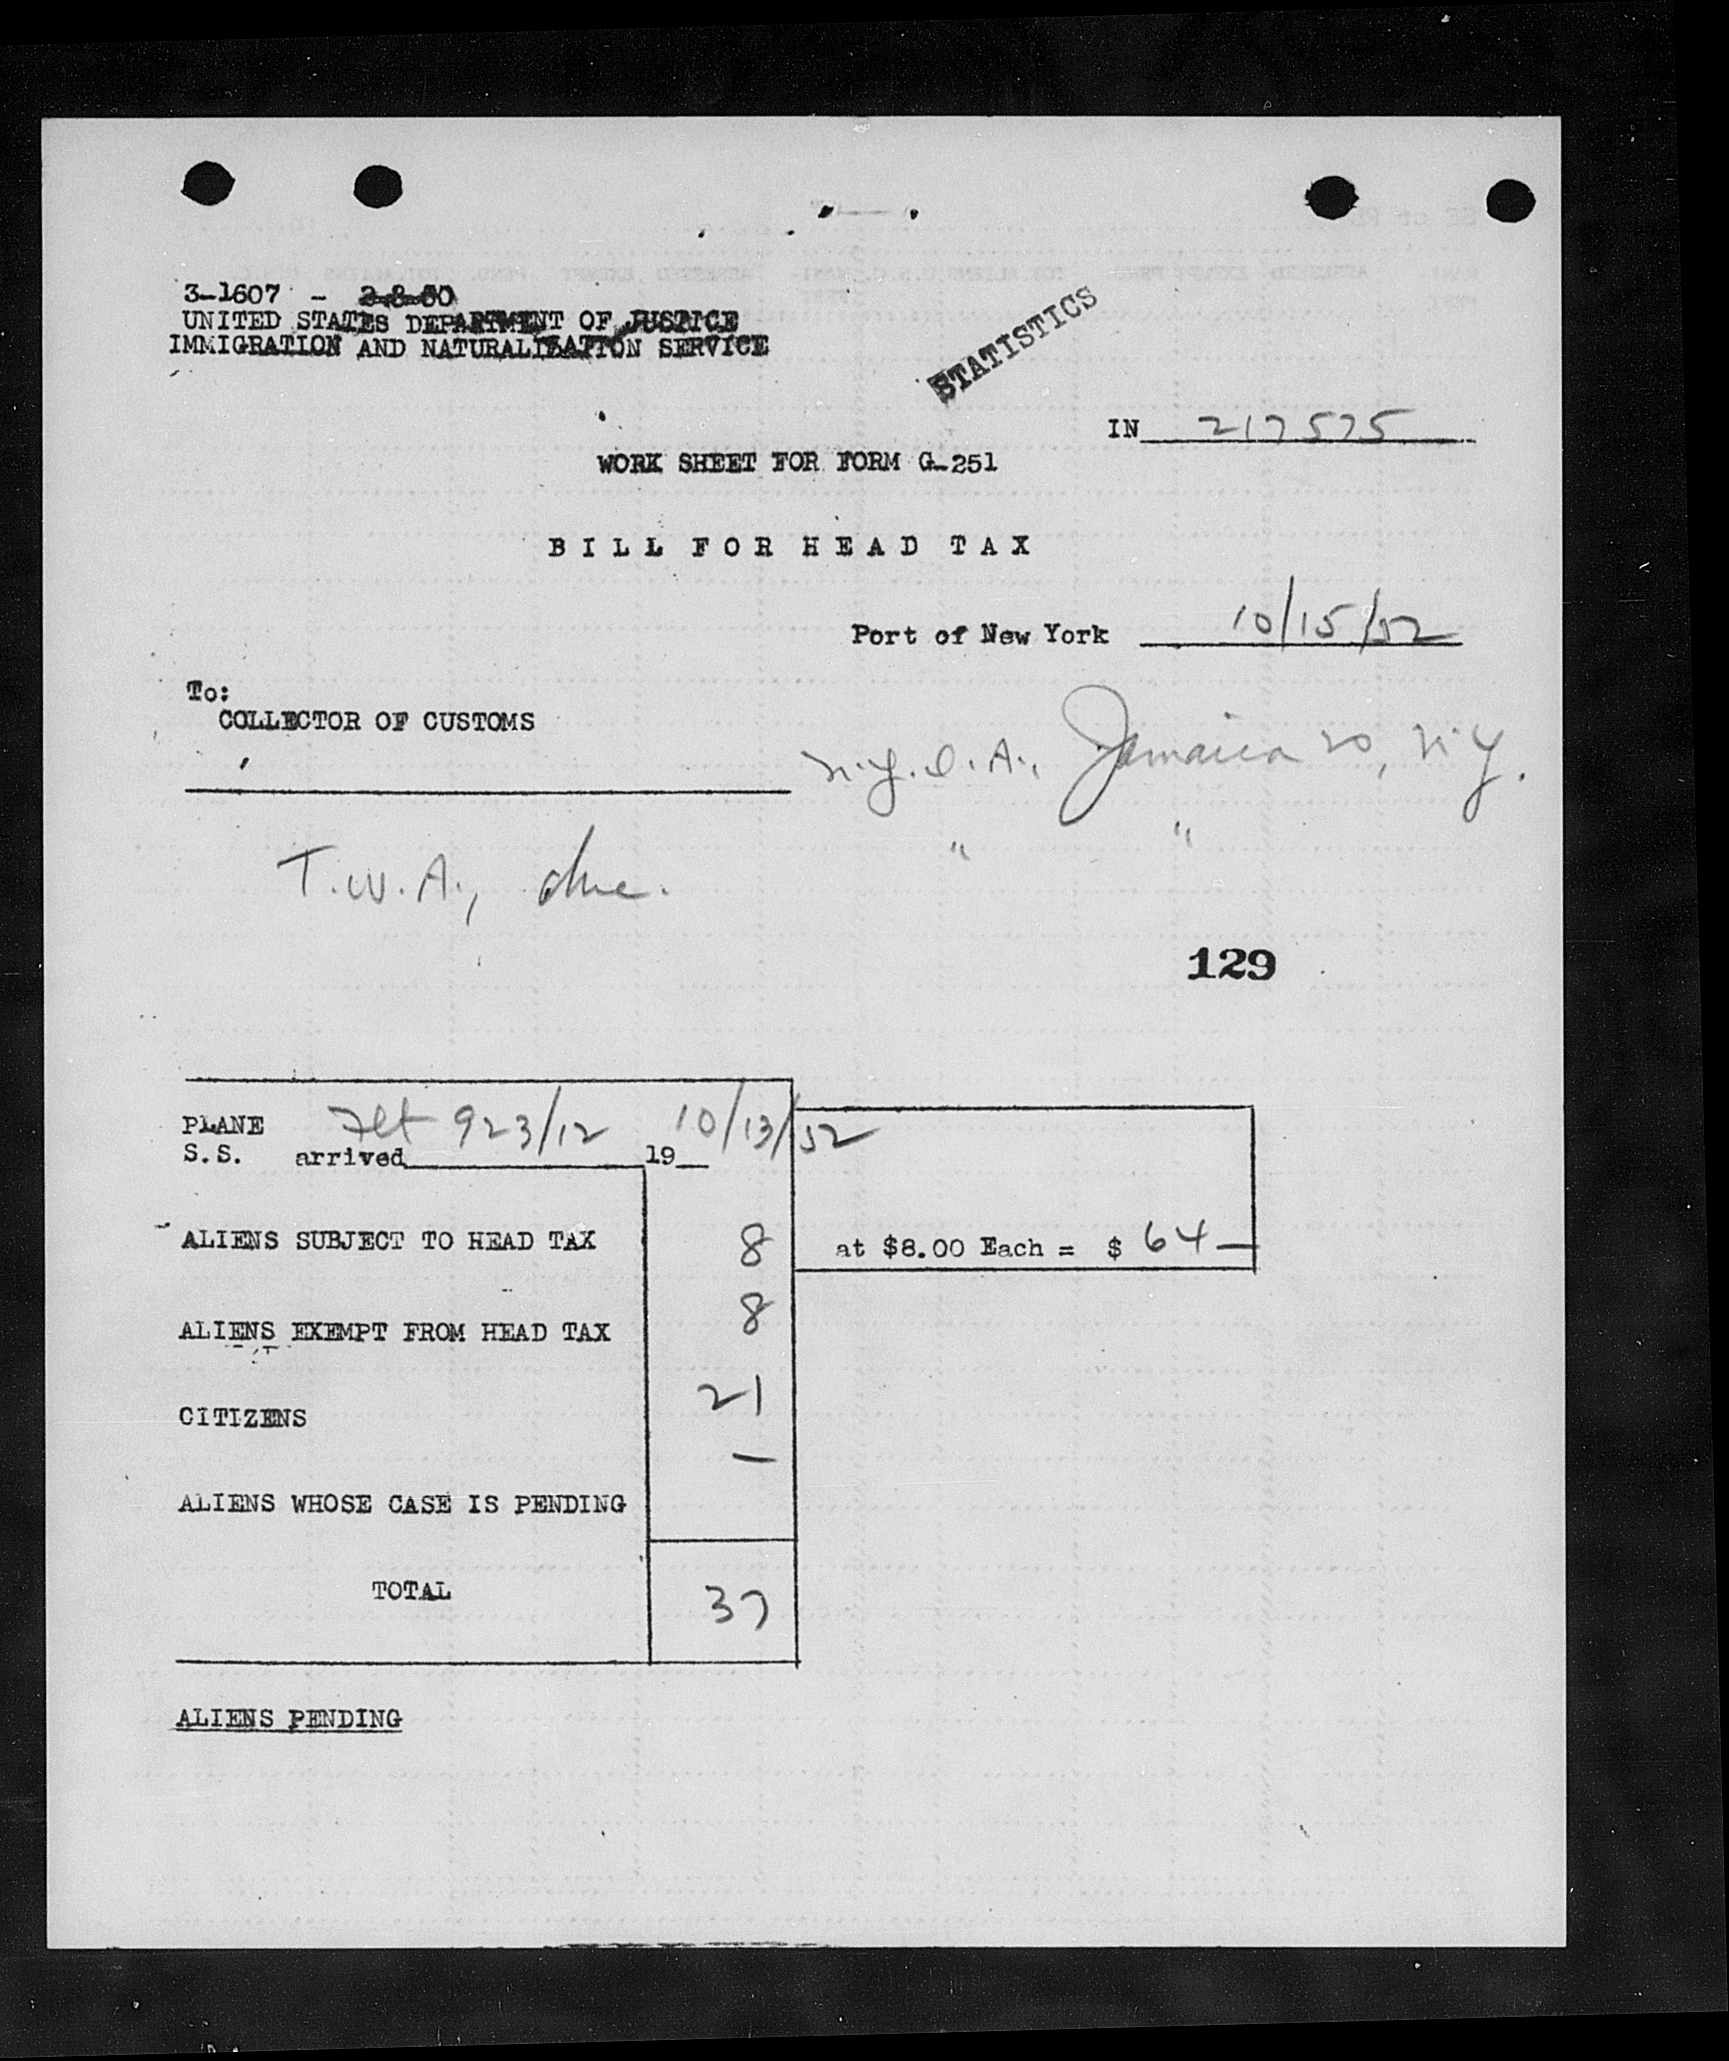 3-1607 - 2-8-50
UNITED STATES DEPARTMENT OF JUSTICE
IMMIGRATION AND NATURALIZATION SERVICE
STATISTICS
IN 217575
WORK SHEET FOR FORM G-251
BILL FOR HEAD TAX
Port of New York 10/15/52
To:
COLLECTOR OF CUSTOMS
N.Y.I.A., Jamaica 20, N.Y.
T.W.A., Inc. " "
129
PLANE Flt 923/12 10/13/52
S.S. arrived 19
ALIENS SUBJECT TO HEAD TAX 8 at $8.00 Each = $ 64 —
ALIENS EXEMPT FROM HEAD TAX 8
CITIZENS 21
ALIENS WHOSE CASE IS PENDING —
TOTAL 37
ALIENS PENDING